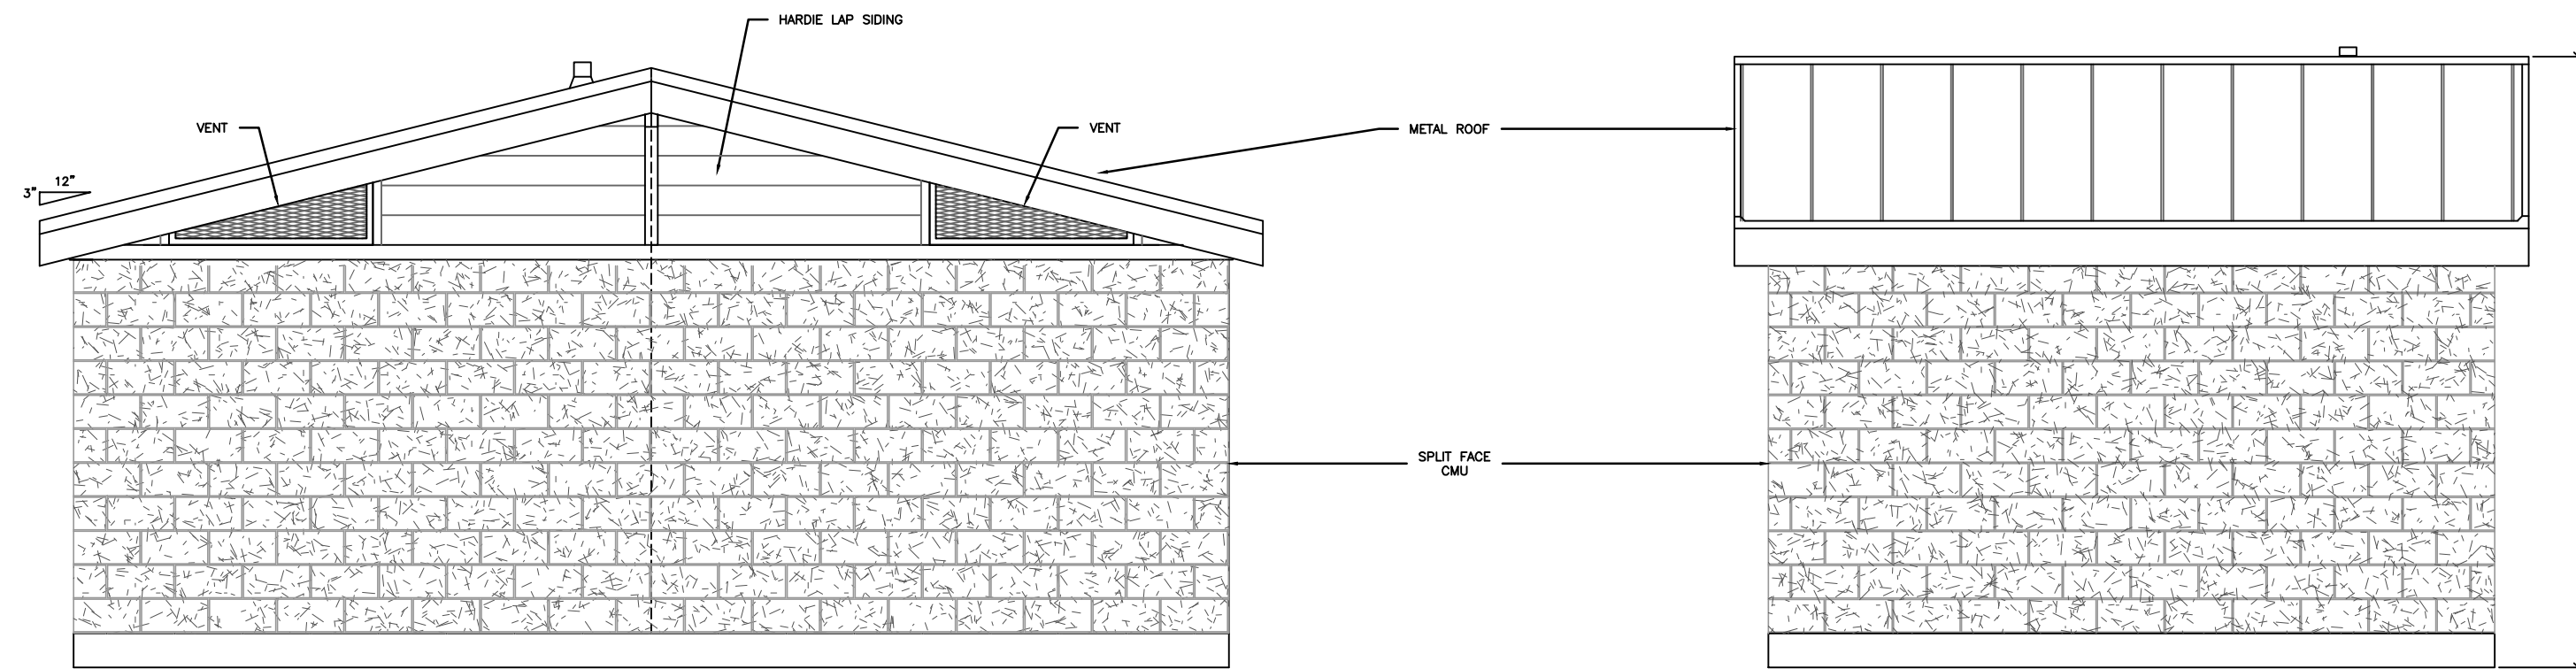 HARDIE LAP SIDING
VENT
VENT
METAL ROOF
12"
3"
SPLIT FACE
CMU